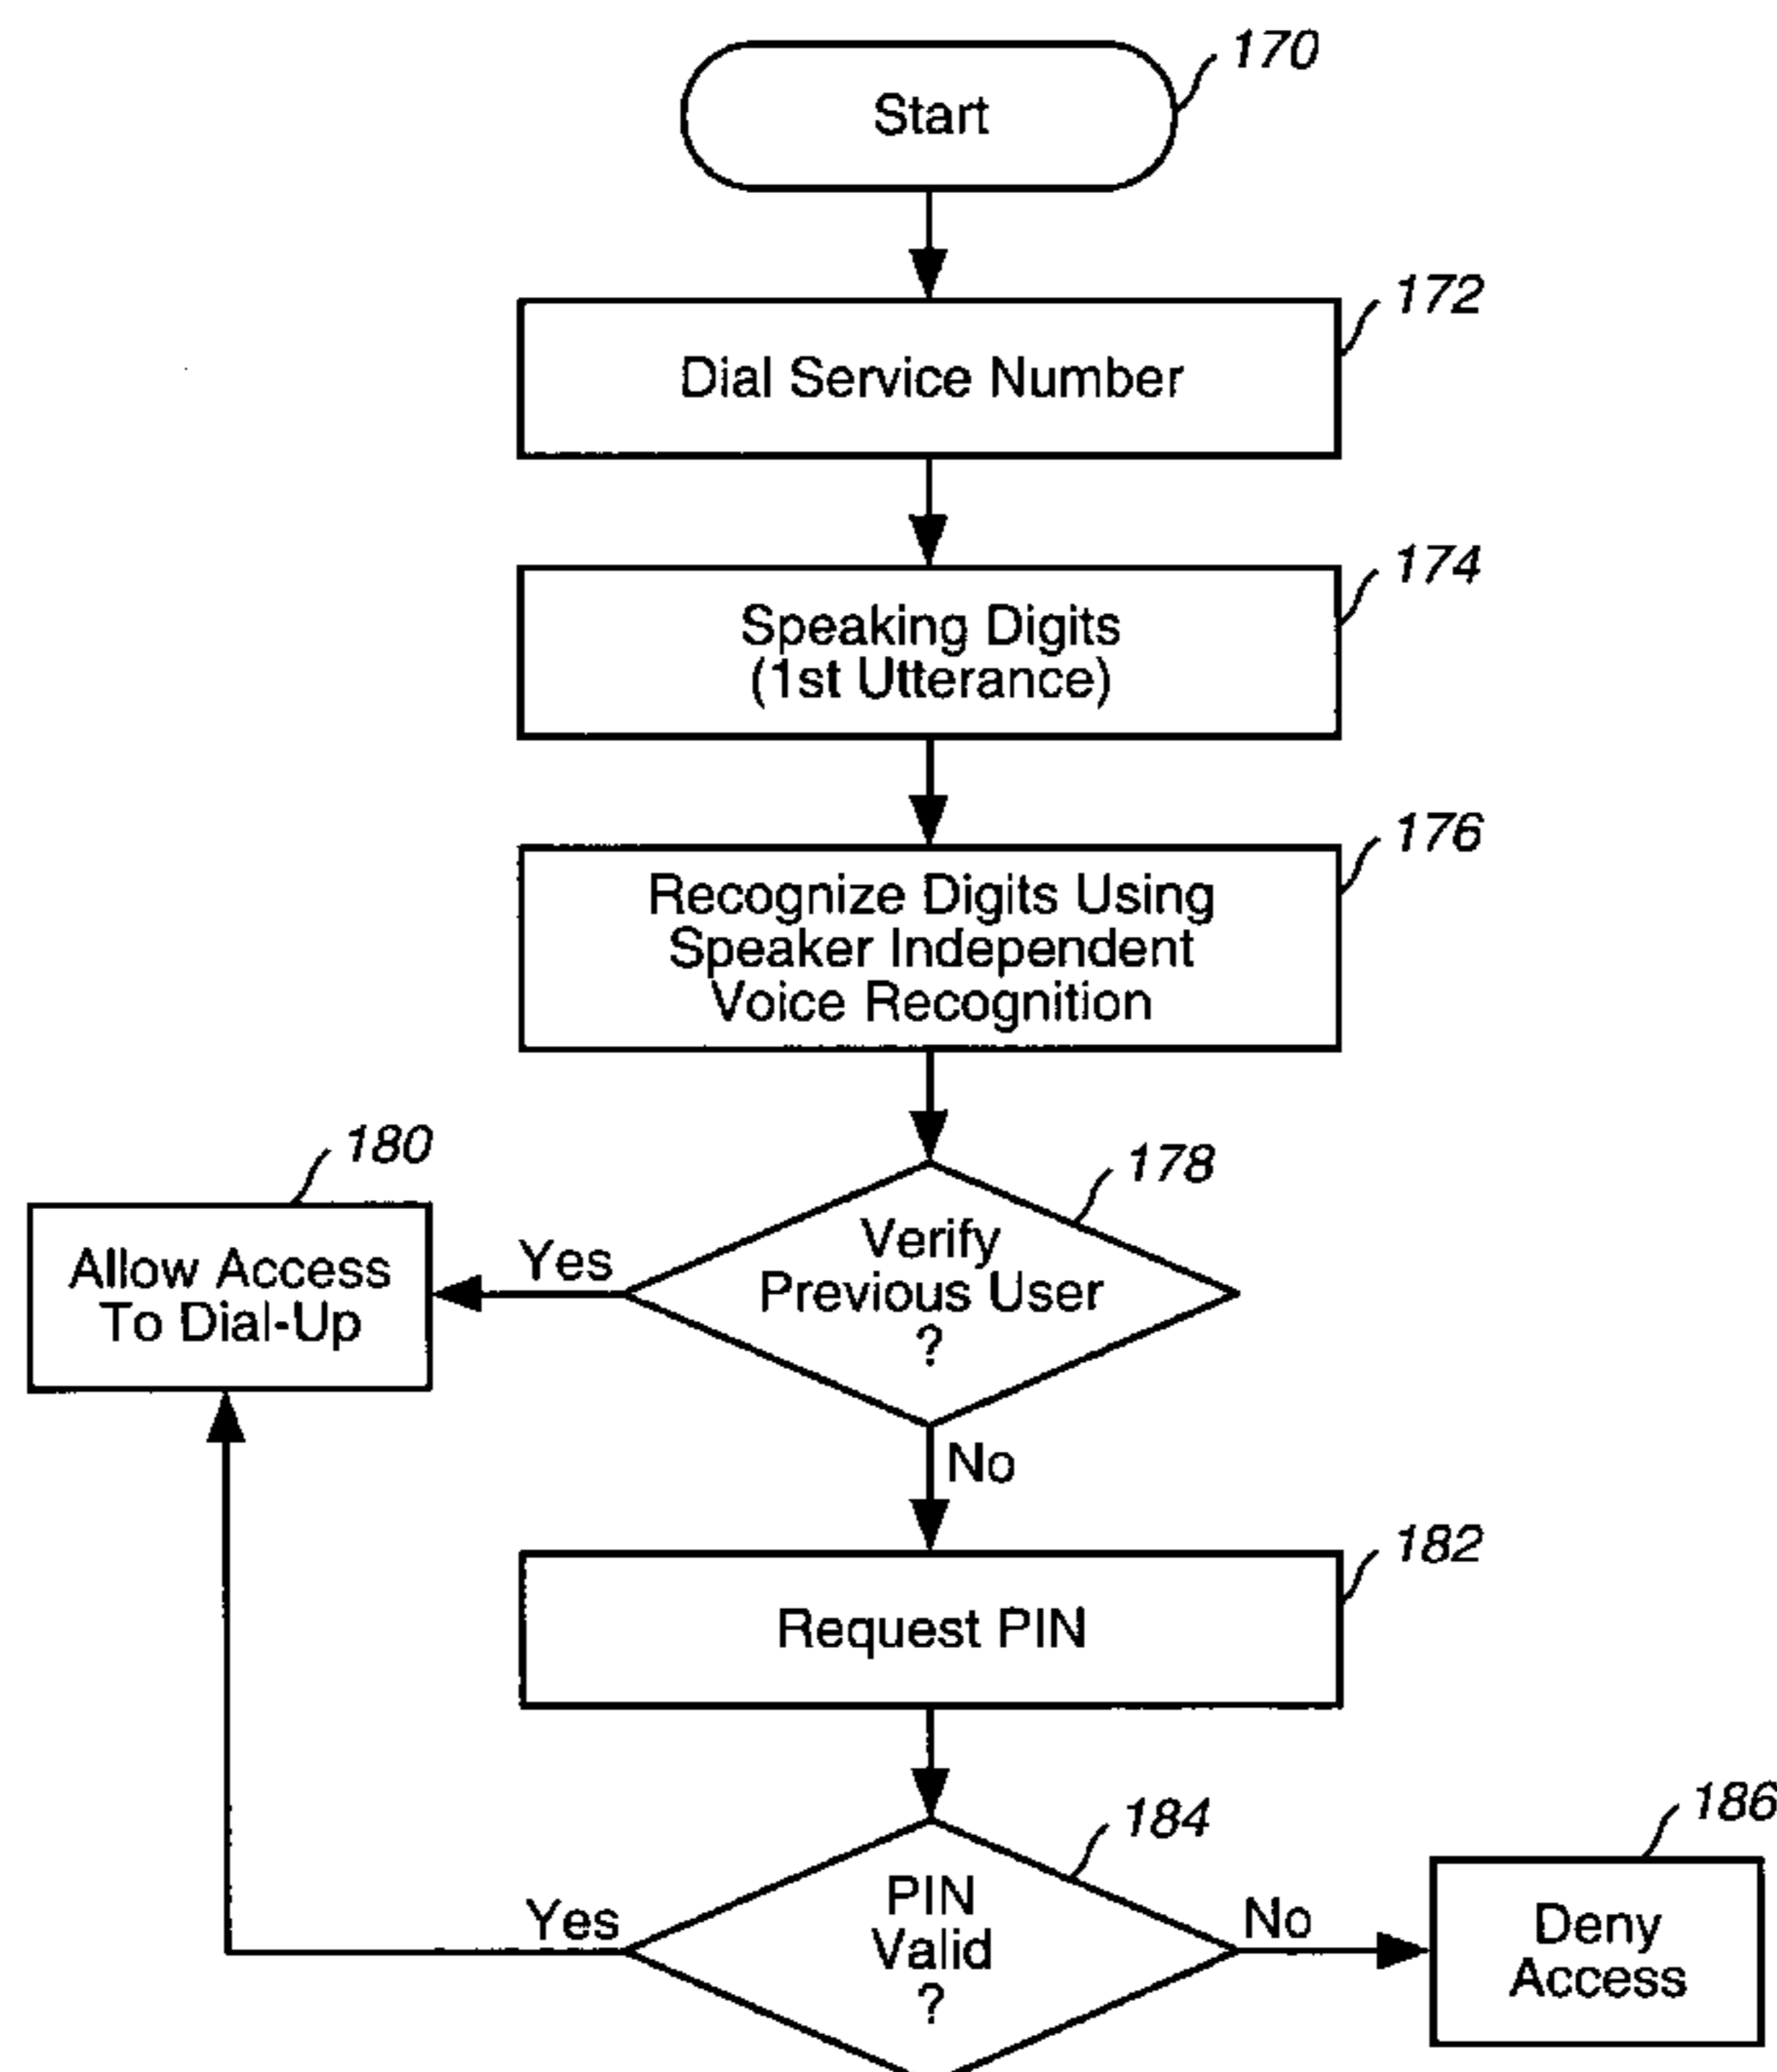 170
Start
172
Dial Service Number
174
Speaking Digits
(1st Utterance)
176
Recognize Digits Using
Speaker Independent
Voice Recognition
180
178
Allow Access
To Dial-Up
Yes
Verify
Previous User
?
No
182
Request PIN
184
186
Yes
PIN
Valid
?
No
Deny
Access